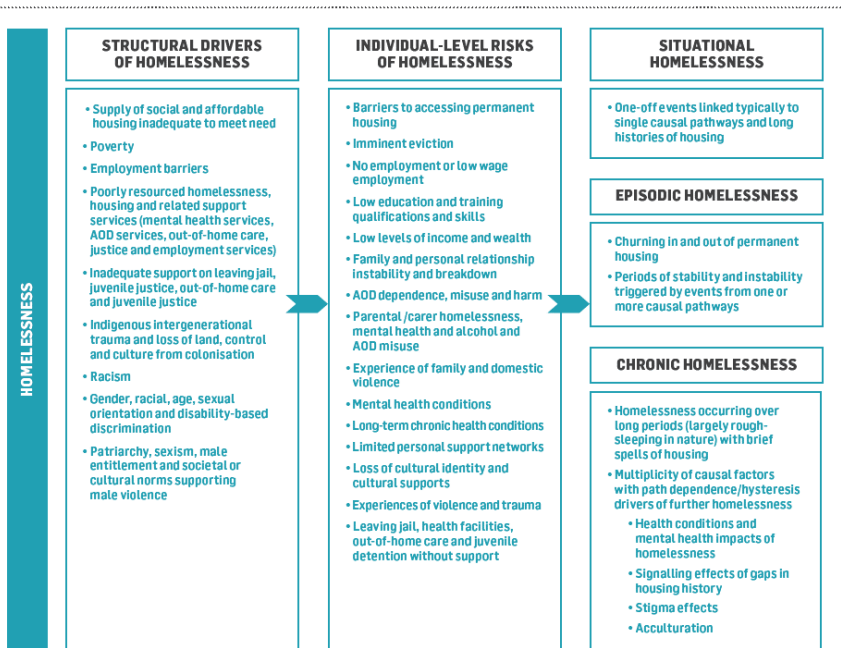 HOMELESSNESS
STRUCTURAL DRIVERS
OF HOMELESSNESS
• Supply of social and affordable
housing inadequate to meet need
• Poverty
• Employment barriers
• Poorly resourced homelessness,
housing and related support
services (mental health services,
AOD services, out-of-home care,
justice and employment services)
• Inadequate support on leaving jail,
juvenile justice, out-of-home care
and juvenile justice
• Indigenous intergenerational
trauma and loss of land, control
and culture from colonisation
• Racism
• Gender, racial, age, sexual
orientation and disability-based
discrimination
• Patriarchy, sexism, male
entitlement and societal or
cultural norms supporting
male violence
INDIVIDUAL-LEVEL RISKS
OF HOMELESSNESS
• Barriers to accessing permanent
housing
• Imminent eviction
• No employment or low wage
employment
• Low education and training
qualifications and skills
• Low levels of income and wealth
• Family and personal relationship
instability and breakdown
• AOD dependence, misuse and harm
• Parental /carer homelessness,
mental health and alcohol and
AOD misuse
• Experience of family and domestic
violence
• Mental health conditions
• Long-term chronic health conditions
• Limited personal support networks
• Loss of cultural identity and
cultural supports
• Experiences of violence and trauma
• Leaving jail, health facilities,
out-of-home care and juvenile
detention without support
SITUATIONAL
HOMELESSNESS
• One-off events linked typically to
single causal pathways and long
histories of housing
EPISODIC HOMELESSNESS
• Churning in and out of permanent
housing
• Periods of stability and instability
triggered by events from one or
more causal pathways
CHRONIC HOMELESSNESS
• Homelessness occurring over
long periods (largely rough-
sleeping in nature) with brief
spells of housing
• Multiplicity of causal factors
with path dependence/hysteresis
drivers of further homelessness
• Health conditions and
mental health impacts of
homelessness
• Signalling effects of gaps in
housing history
• Stigma effects
• Acculturation